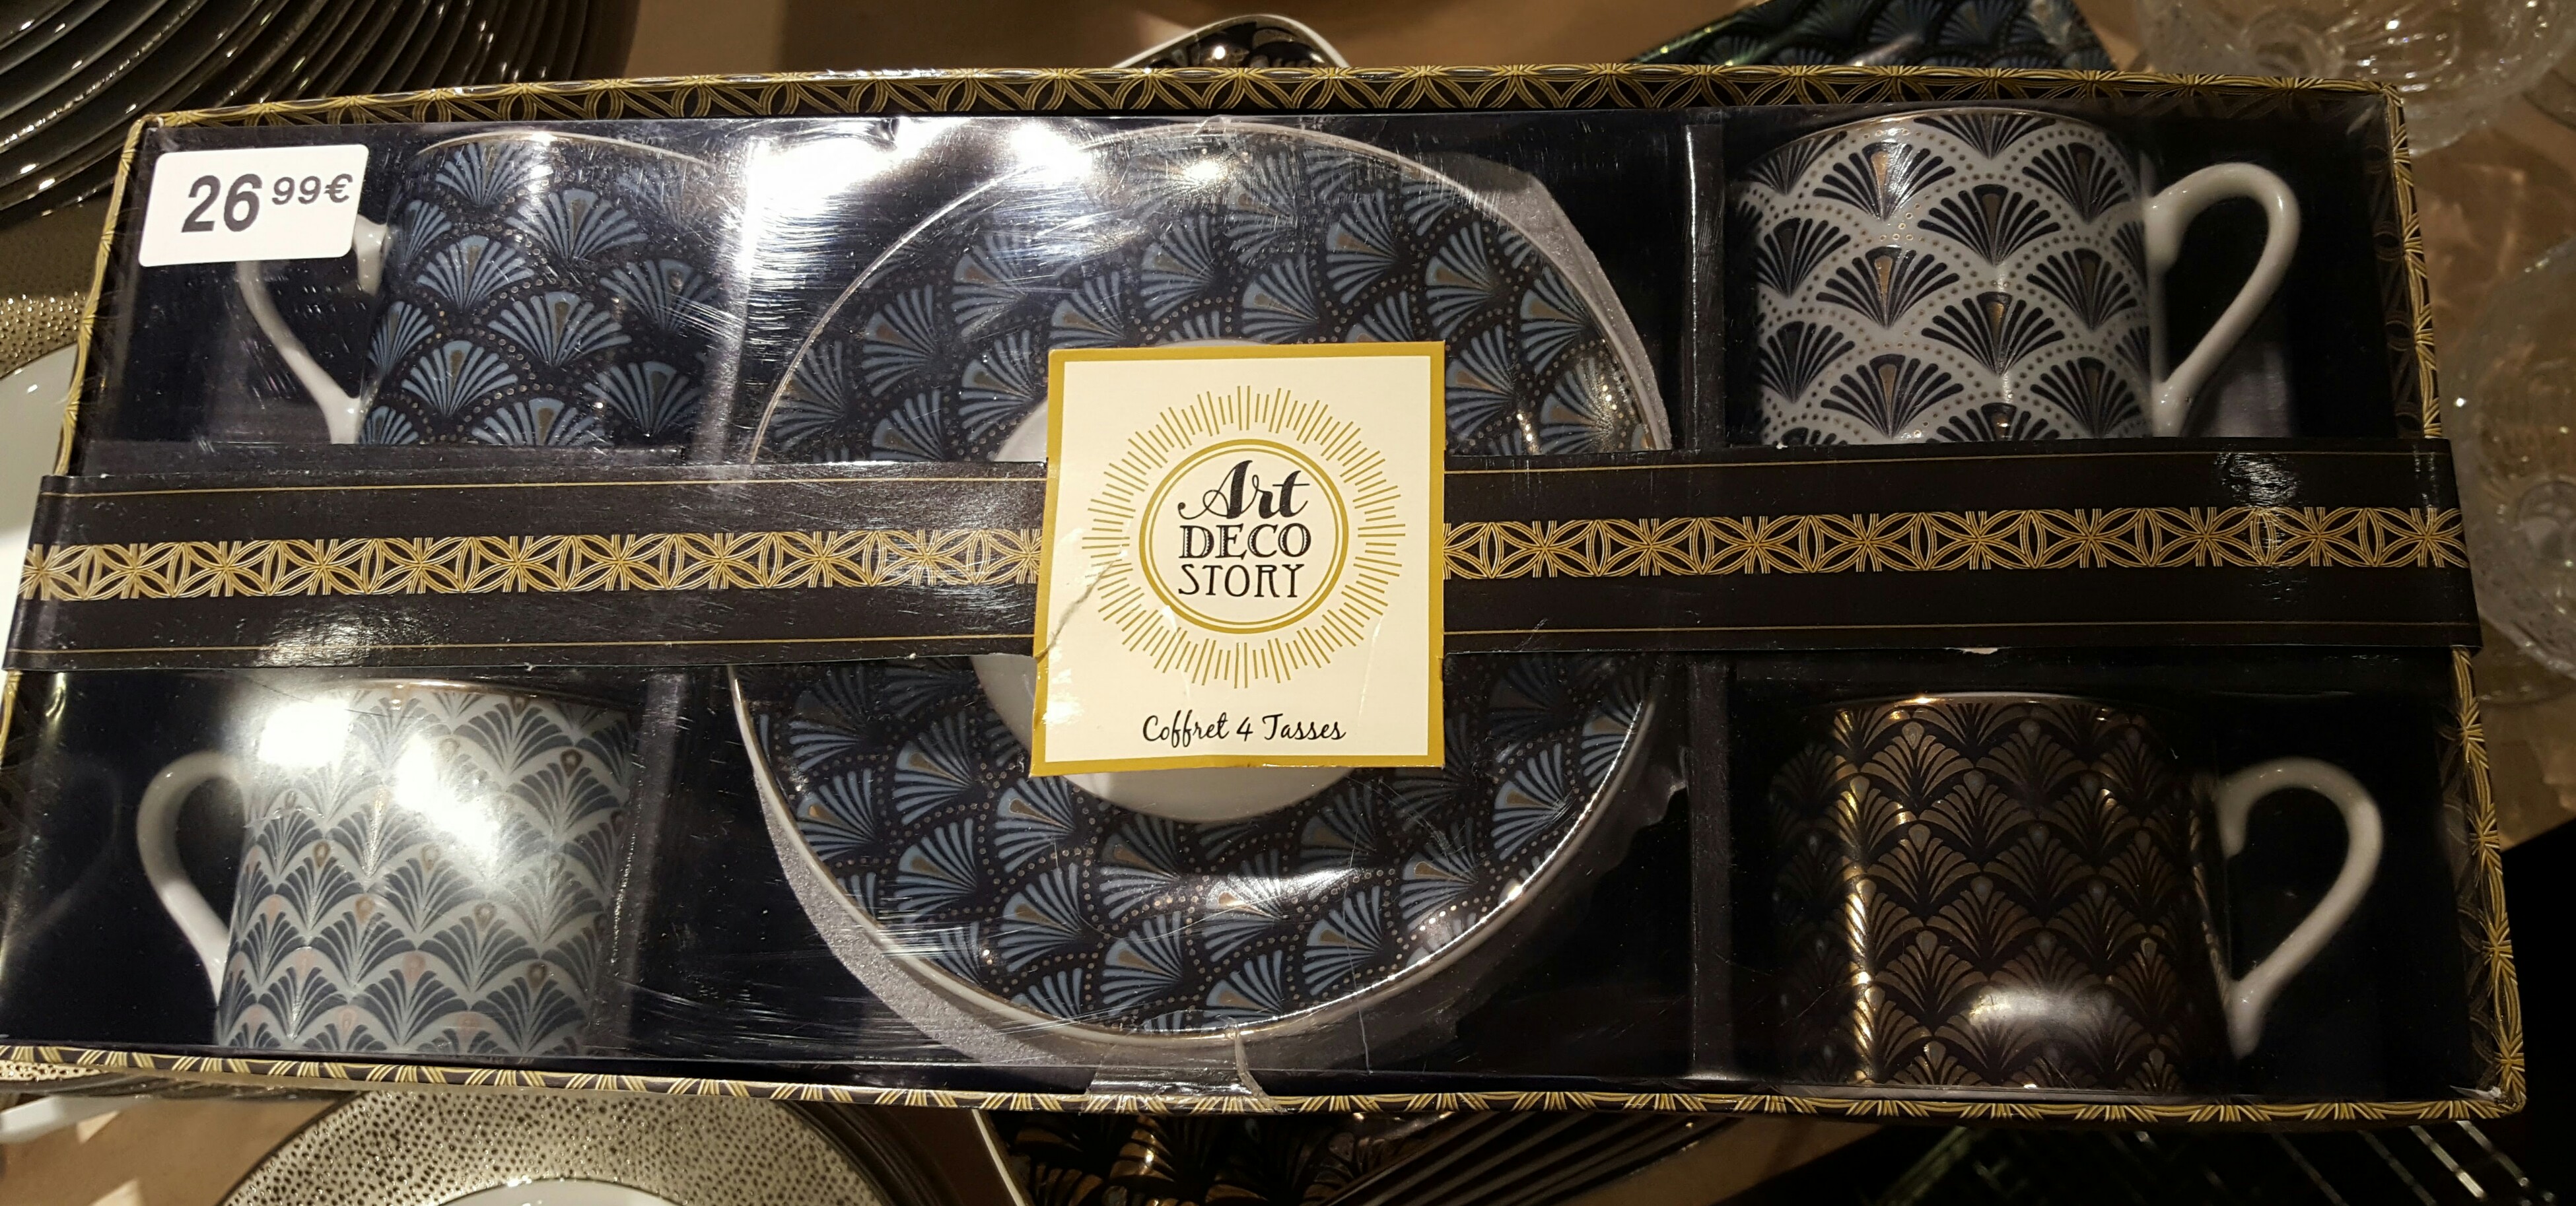 26 99€
Art
DECO
STORY
Coffret 4 Tasses